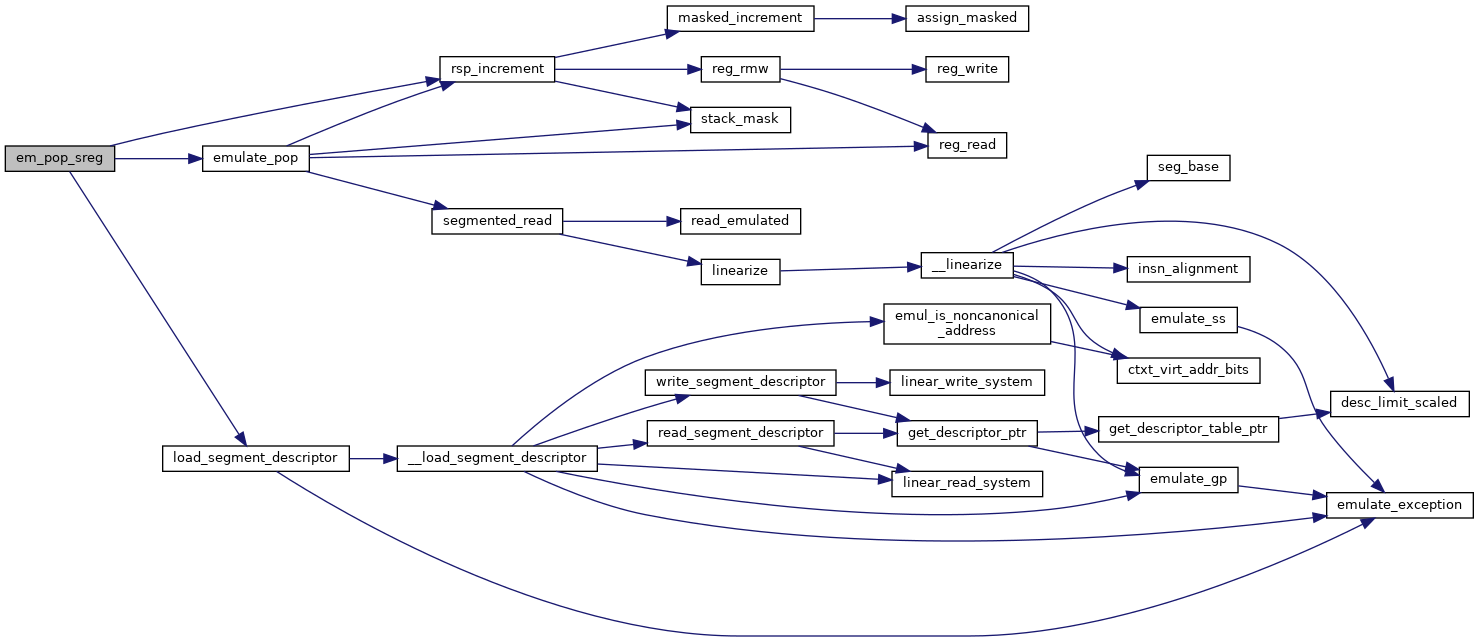 masked_increment
assign_masked
rsp_increment
reg_rmw
reg_write
stack_mask
reg_read
em_pop_sreg
emulate_pop
seg_base
segmented_read
read_emulated
linearize
__linearize
insn_alignment
emul_is_noncanonical
_address
emulate_ss
ctxt_virt_addr_bits
write_segment_descriptor
linear_write_system
desc_limit_scaled
read_segment_descriptor
get_descriptor_ptr
get_descriptor_table_ptr
load_segment_descriptor
__load_segment_descriptor
linear_read_system
emulate_gp
emulate_exception